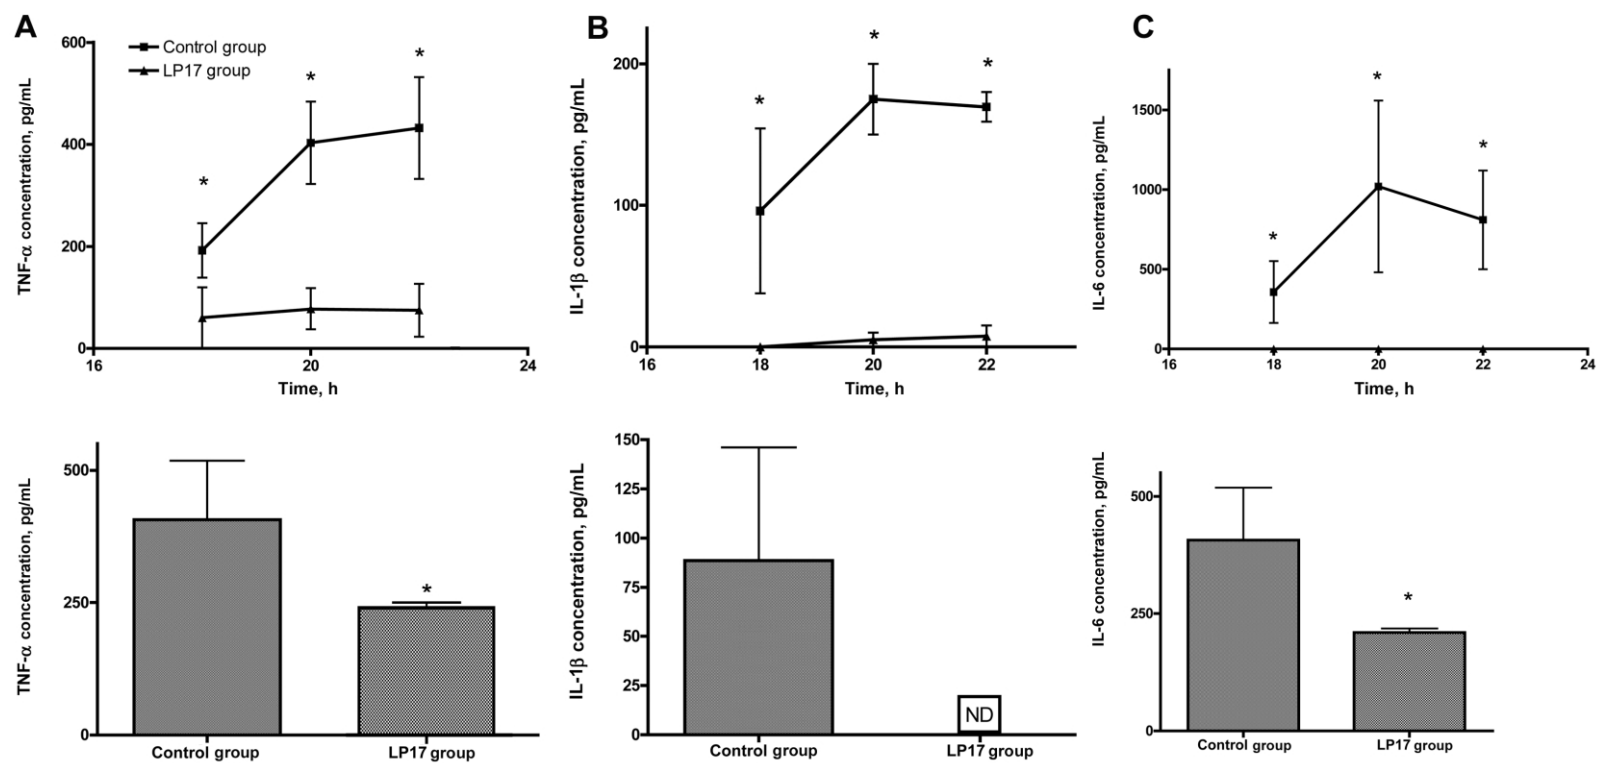 A
TNF-α concentration, pg/mL
600
400
200
0
Control group
LP17 group
*
*
*
16
20
24
Time, h
B
IL-1β concentration, pg/mL
200
100
0
*
*
*
16
18
20
22
Time, h
C
IL-6 concentration, pg/mL
1500
1000
500
0
*
*
*
16
18
20
22
24
Time, h
TNF-α concentration, pg/mL
500
250
0
*
Control group
LP17 group
IL-1β concentration, pg/mL
150
125
100
75
50
25
0
ND
Control group
LP17 group
IL-6 concentration, pg/mL
500
250
0
*
Control group
LP17 group